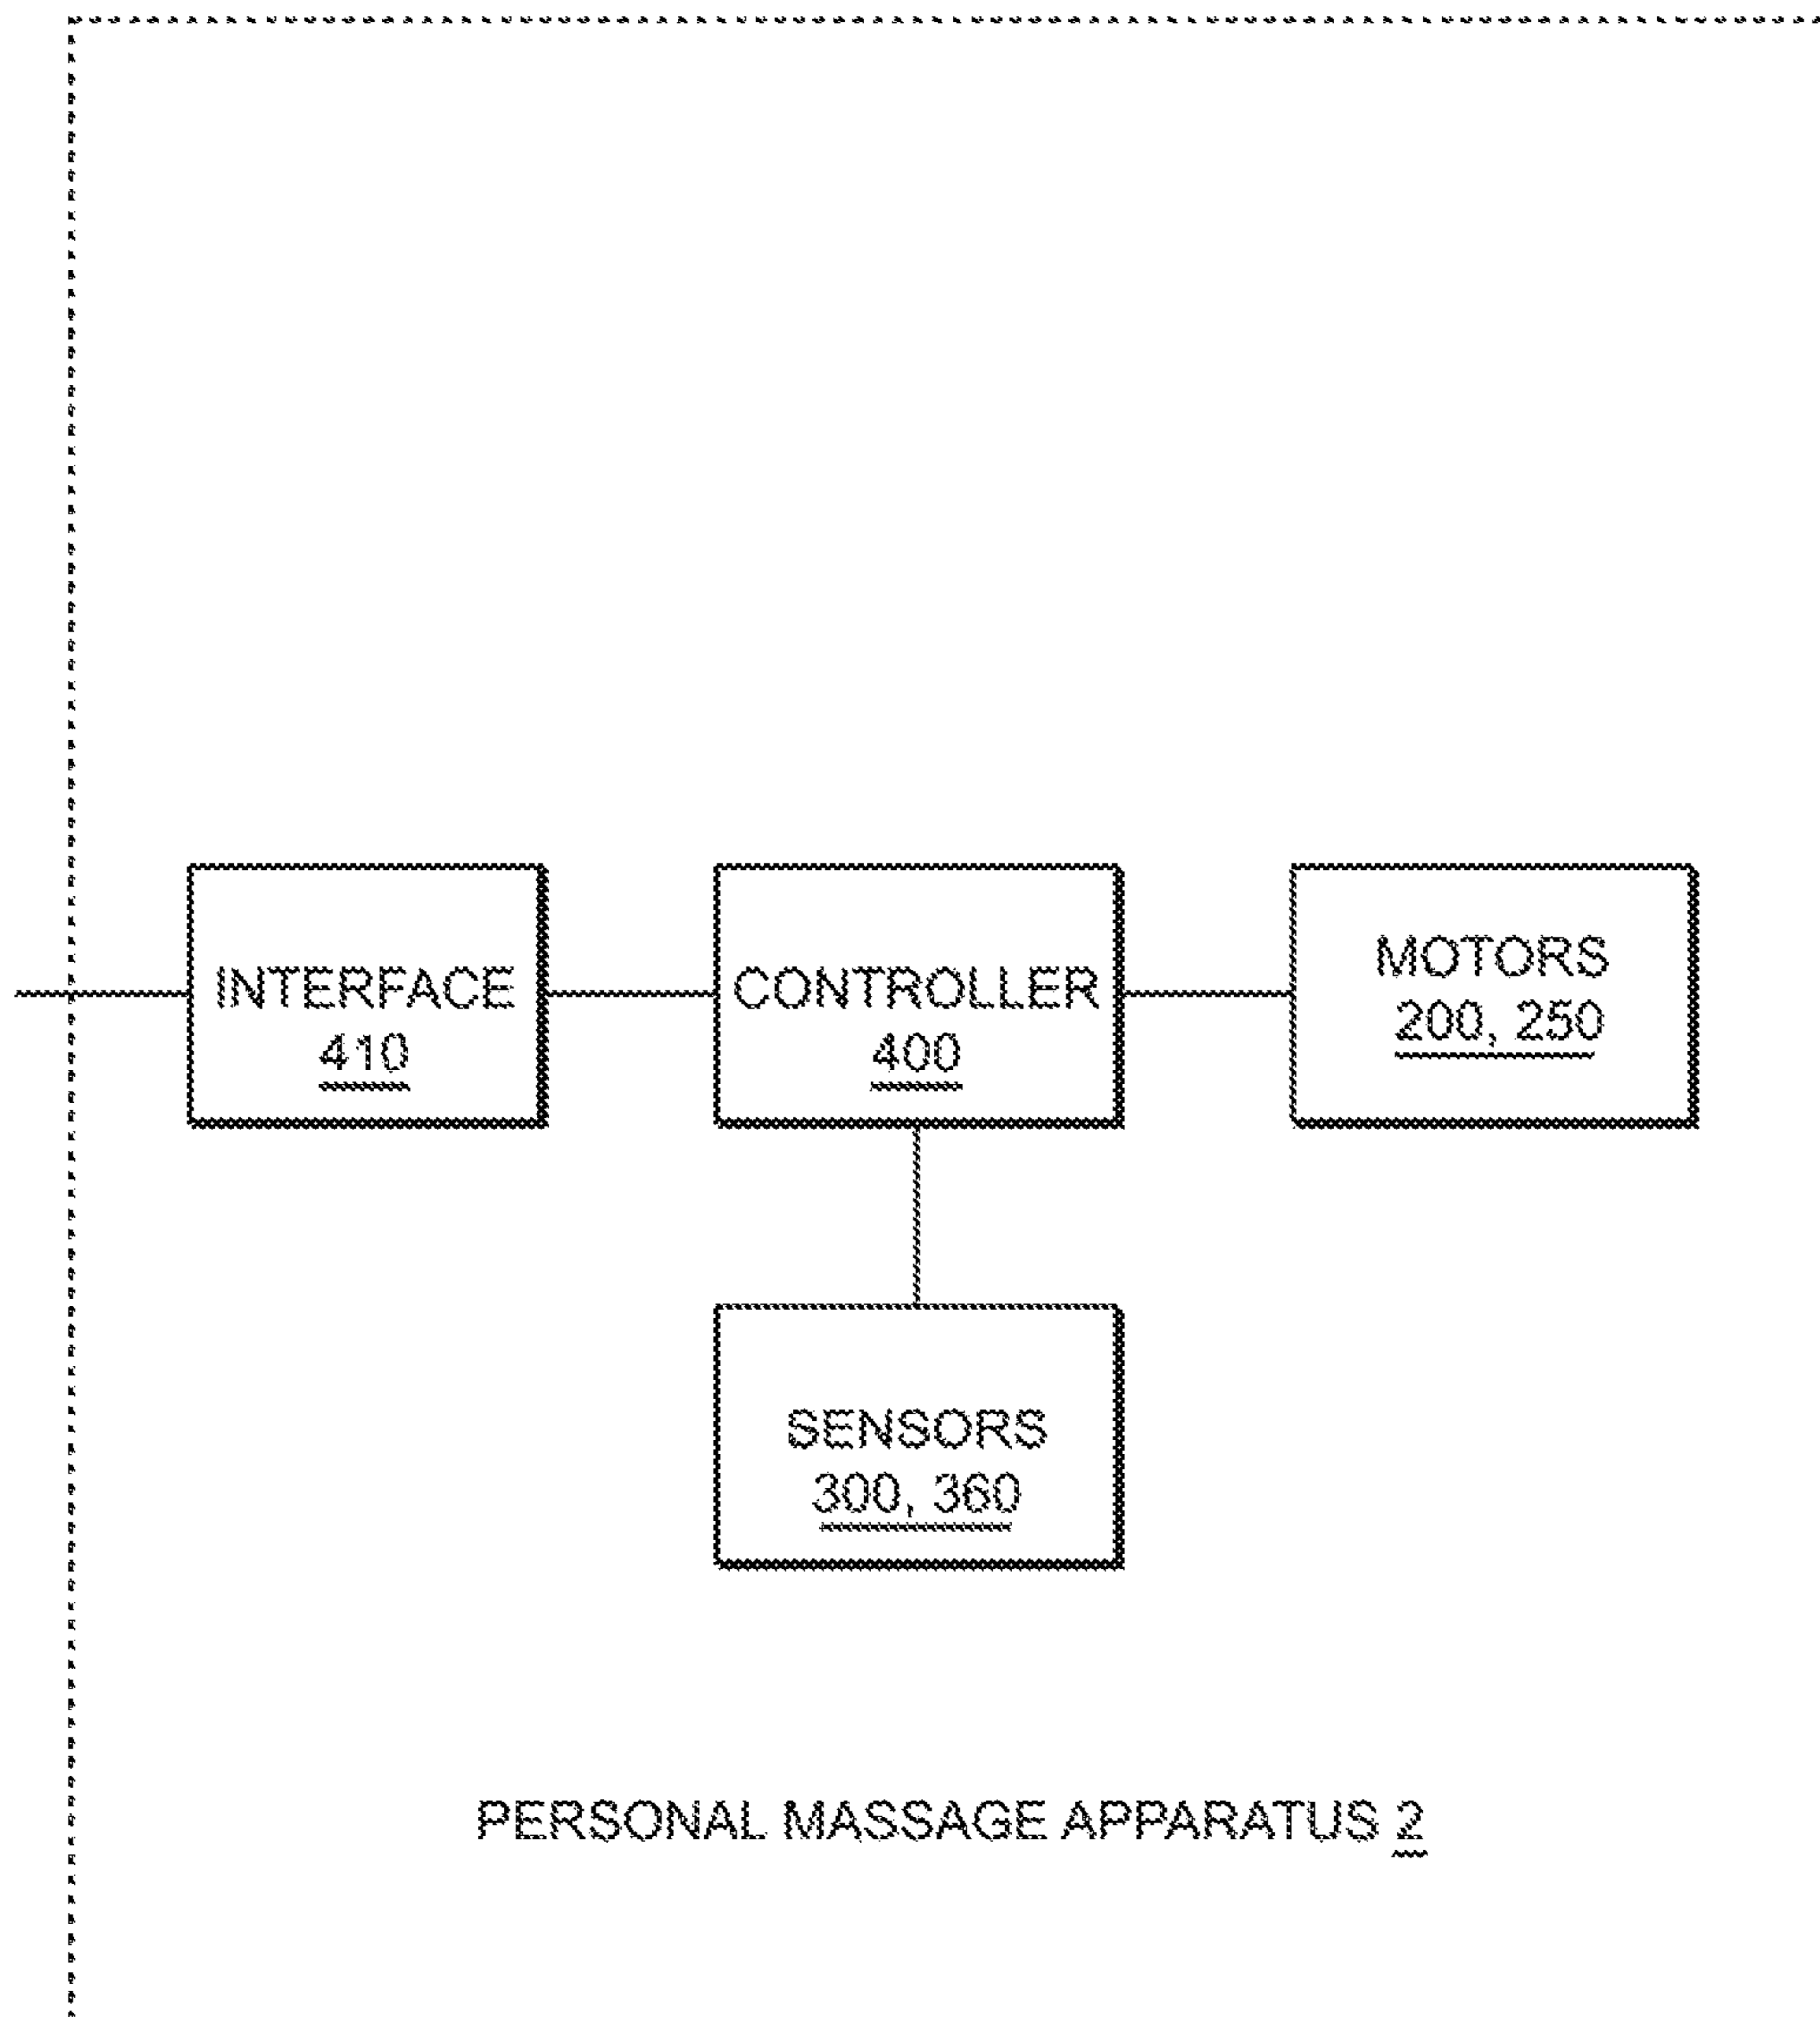 INTERFACE
410
CONTROLLER
400
MOTORS
200, 250
SENSORS
300, 360
PERSONAL MASSAGE APPARATUS 2